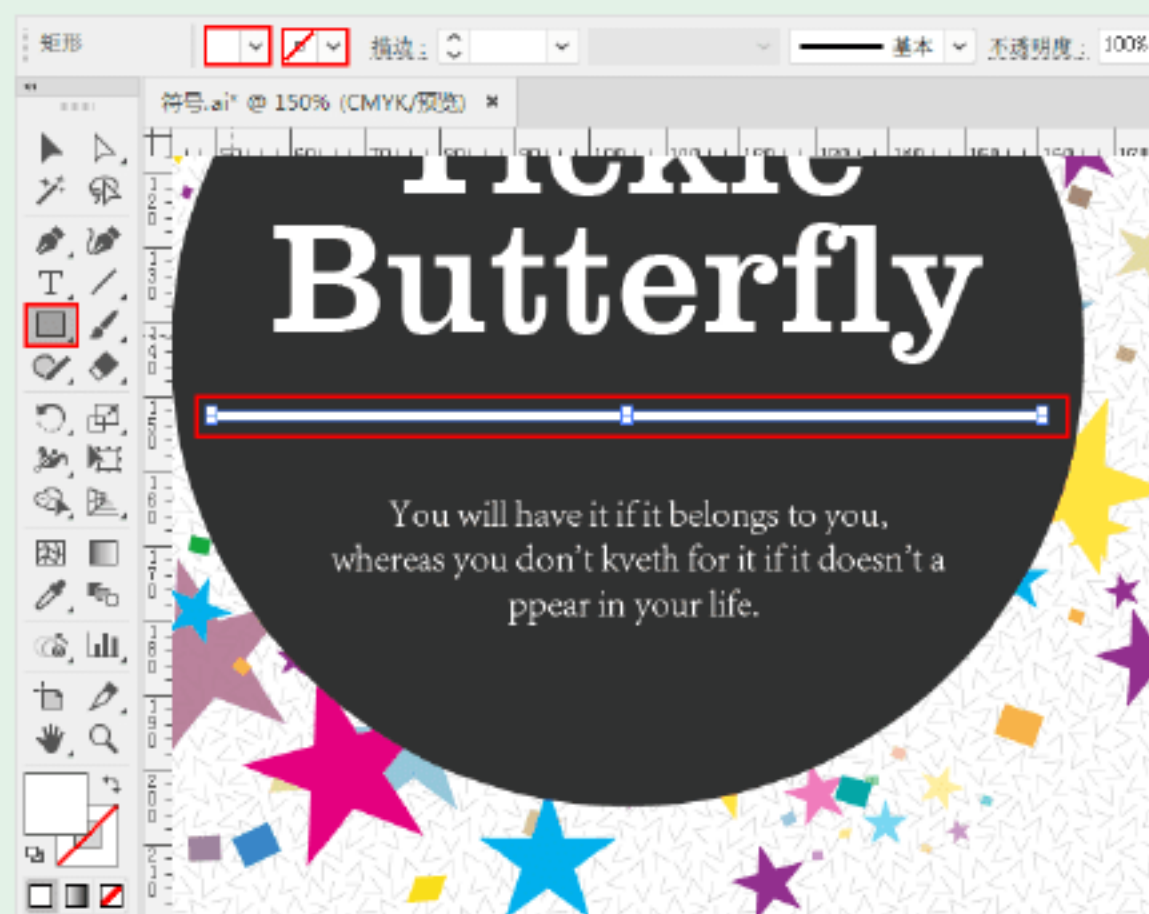 矩形 描边： 基本 不透明度： 100%
符号.ai* @ 150% (CMYK/预览) ×
Tickle
Butterfly
You will have it if it belongs to you,
whereas you don't kveth for it if it doesn't a
ppear in your life.